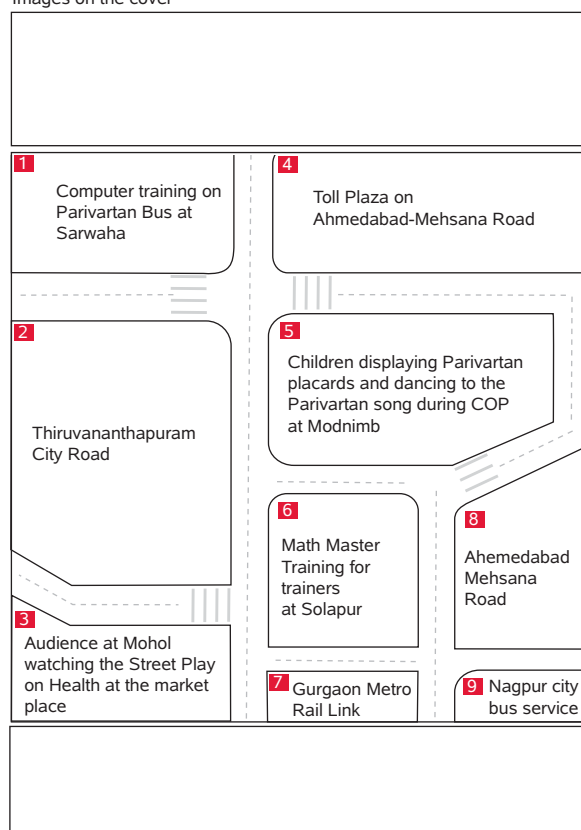 Images on the cover
1
Computer training on
Parivartan Bus at
Sarwaha
2
Thiruvananthapuram
City Road
3
Audience at Mohol
watching the Street Play
on Health at the market
place
4
Toll Plaza on
Ahmedabad-Mehsana Road
5
Children displaying Parivartan
placards and dancing to the
Parivartan song during COP
at Modnimb
6
Math Master
Training for
trainers
at Solapur
7
Gurgaon Metro
Rail Link
8
Ahemedabad
Mehsana
Road
9
Nagpur city
bus service